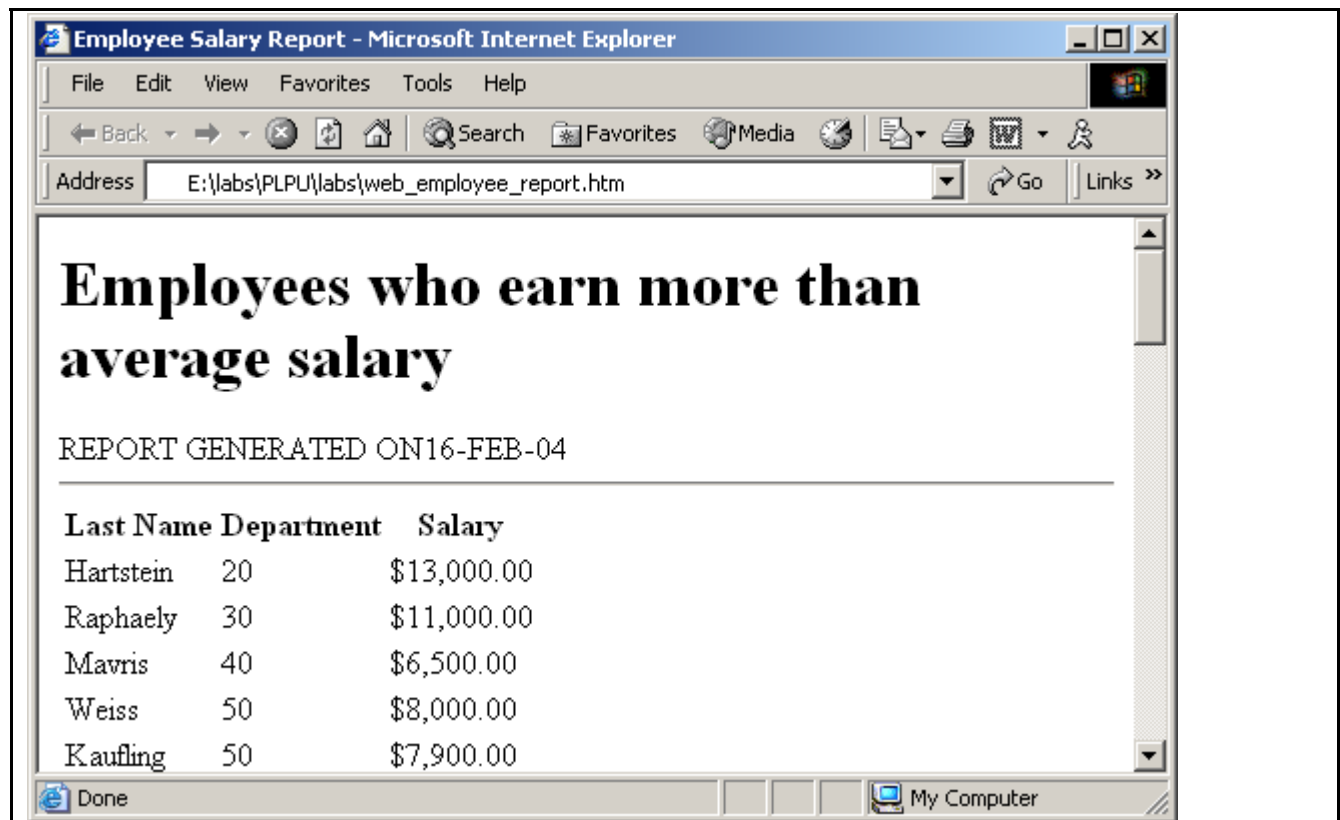 Employee Salary Report - Microsoft Internet Explorer
File Edit View Favorites Tools Help
Back Search Favorites Media
Address E:\labs\PLPU\labs\web_employee_report.htm Go Links »
Employees who earn more than
average salary
REPORT GENERATED ON16-FEB-04
Last Name Department Salary
Hartstein 20 $13,000.00
Raphaely 30 $11,000.00
Mavris 40 $6,500.00
Weiss 50 $8,000.00
Kaufling 50 $7,900.00
Done My Computer